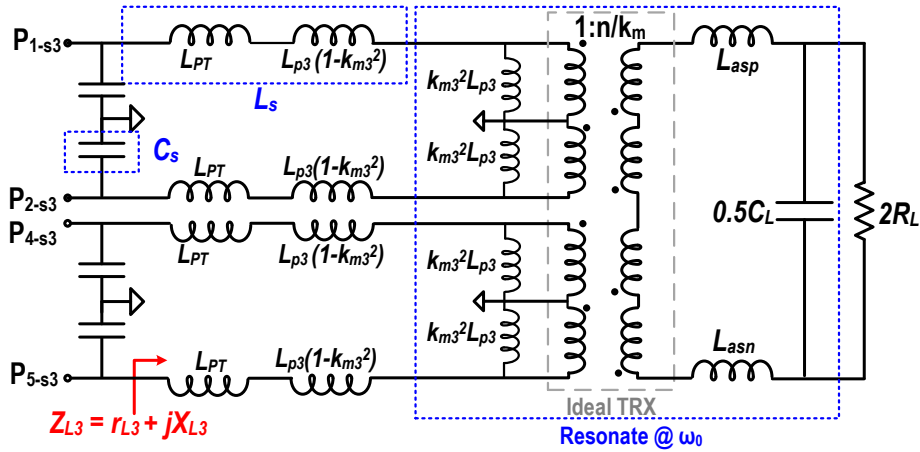 P1-s3
LPT
Lp3(1-km3²)
Ls
Cs
1:n/km
km3²Lp3
km3²Lp3
Lasp
P2-s3
LPT
Lp3(1-km3²)
P4-s3
LPT
Lp3(1-km3²)
0.5CL
2RL
km3²Lp3
km3²Lp3
P5-s3
LPT
Lp3(1-km3²)
Lasn
ZL3 = rL3 + jXL3
Ideal TRX
Resonate @ ω0